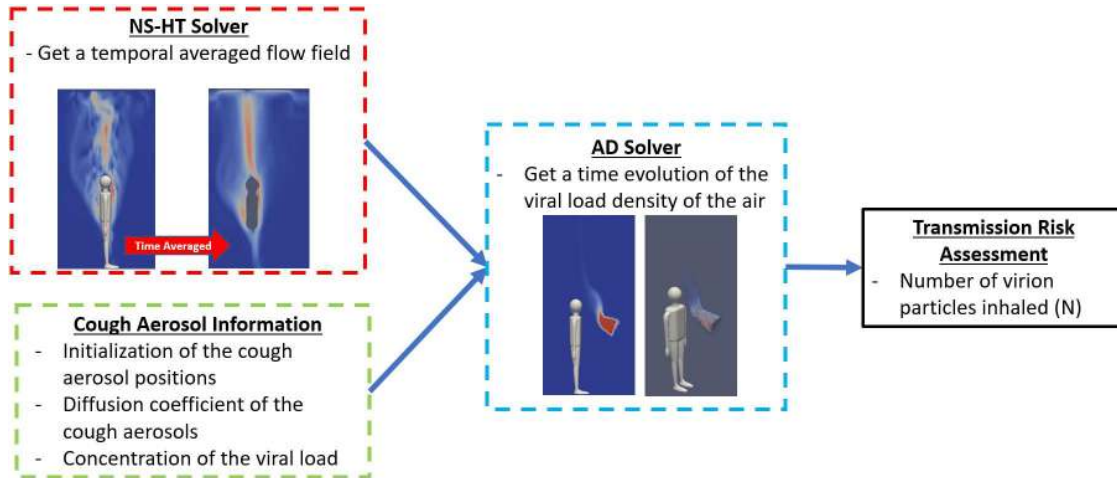 NS-HT Solver
- Get a temporal averaged flow field
Time Averaged
Cough Aerosol Information
- Initialization of the cough
aerosol positions
- Diffusion coefficient of the
cough aerosols
- Concentration of the viral load
AD Solver
- Get a time evolution of the
viral load density of the air
Transmission Risk
Assessment
- Number of virion
particles inhaled (N)